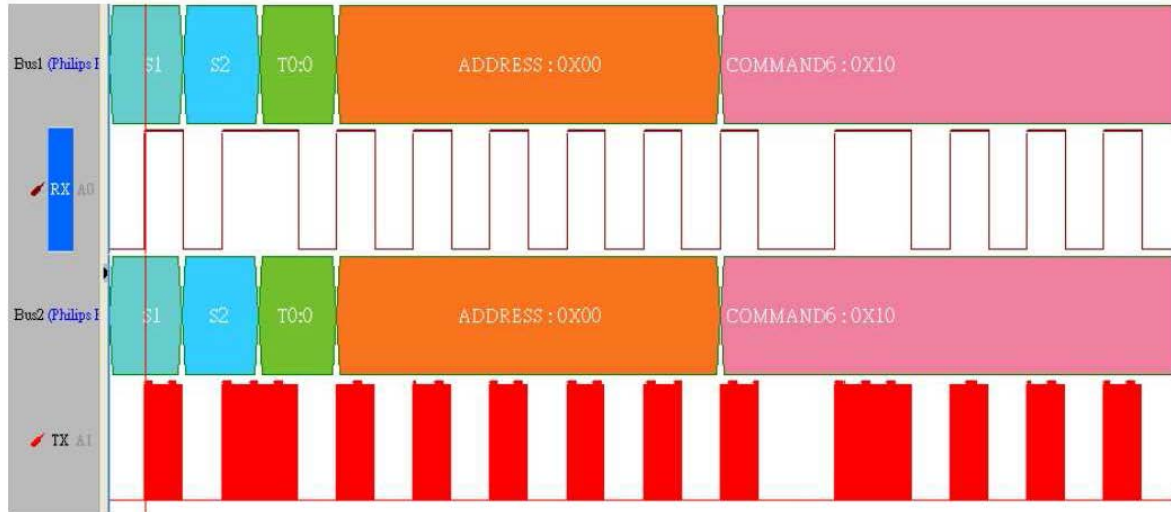 Bus1 (Philips I
S1 S2 T0:0 ADDRESS:0X00 COMMAND6:0X10
RX A0
Bus2 (Philips I
S1 S2 T0:0 ADDRESS:0X00 COMMAND6:0X10
TX A1